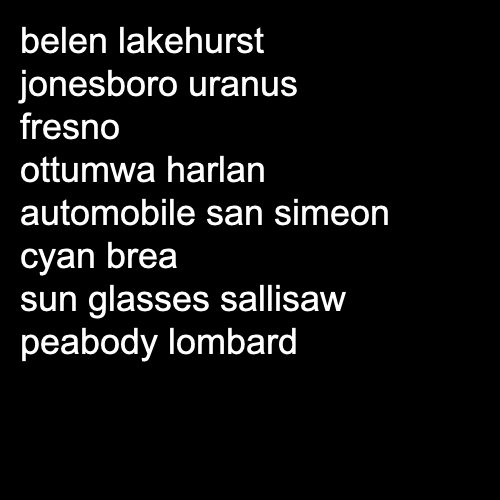 belen lakehurst
jonesboro uranus
fresno
ottumwa harlan
automobile san simeon
cyan brea
sun glasses sallisaw
peabody lombard